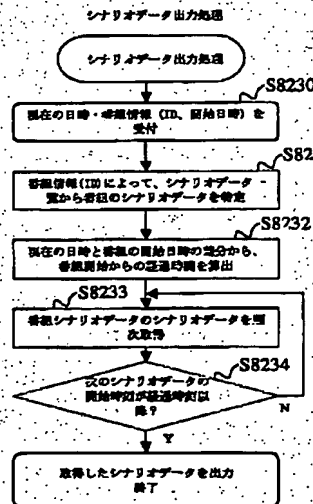 シナリオデータ出力処理
シナリオデータ出力処理
S8230
現在の日時・番組情報(ID、開始日時)を
受付
S82
番組情報(ID)によって、シナリオデータ一
覧から番組のシナリオデータを特定
S8232
現在の日時と番組の開始日時の差分から、
番組開始からの経過時間を算出
S8233
番組シナリオデータのシナリオデータを順
次取得
S8234
次のシナリオデータの
開始時刻が経過時刻以
降?
N
Y
取得したシナリオデータを出力
終了